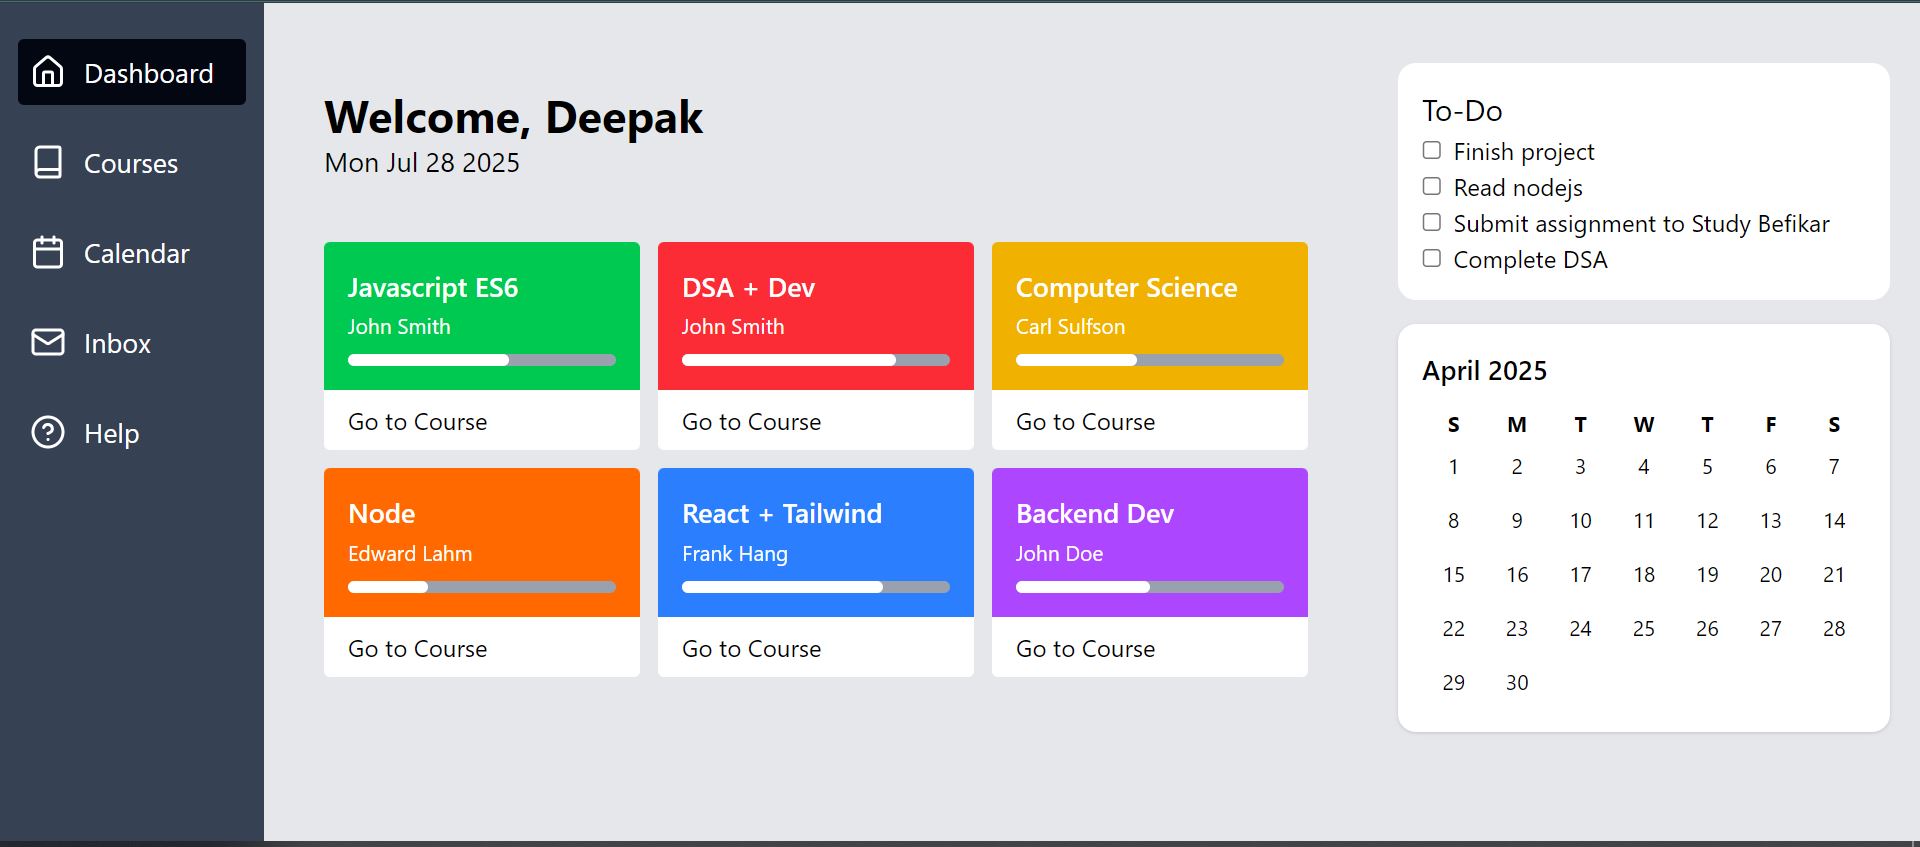 Dashboard
Courses
Calendar
Inbox
Help
Welcome, Deepak
Mon Jul 28 2025
Javascript ES6
John Smith
Go to Course
DSA + Dev
John Smith
Go to Course
Computer Science
Carl Sulfson
Go to Course
Node
Edward Lahm
Go to Course
React + Tailwind
Frank Hang
Go to Course
Backend Dev
John Doe
Go to Course
To-Do
Finish project
Read nodejs
Submit assignment to Study Befikar
Complete DSA
April 2025
S M T W T F S
1 2 3 4 5 6 7
8 9 10 11 12 13 14
15 16 17 18 19 20 21
22 23 24 25 26 27 28
29 30